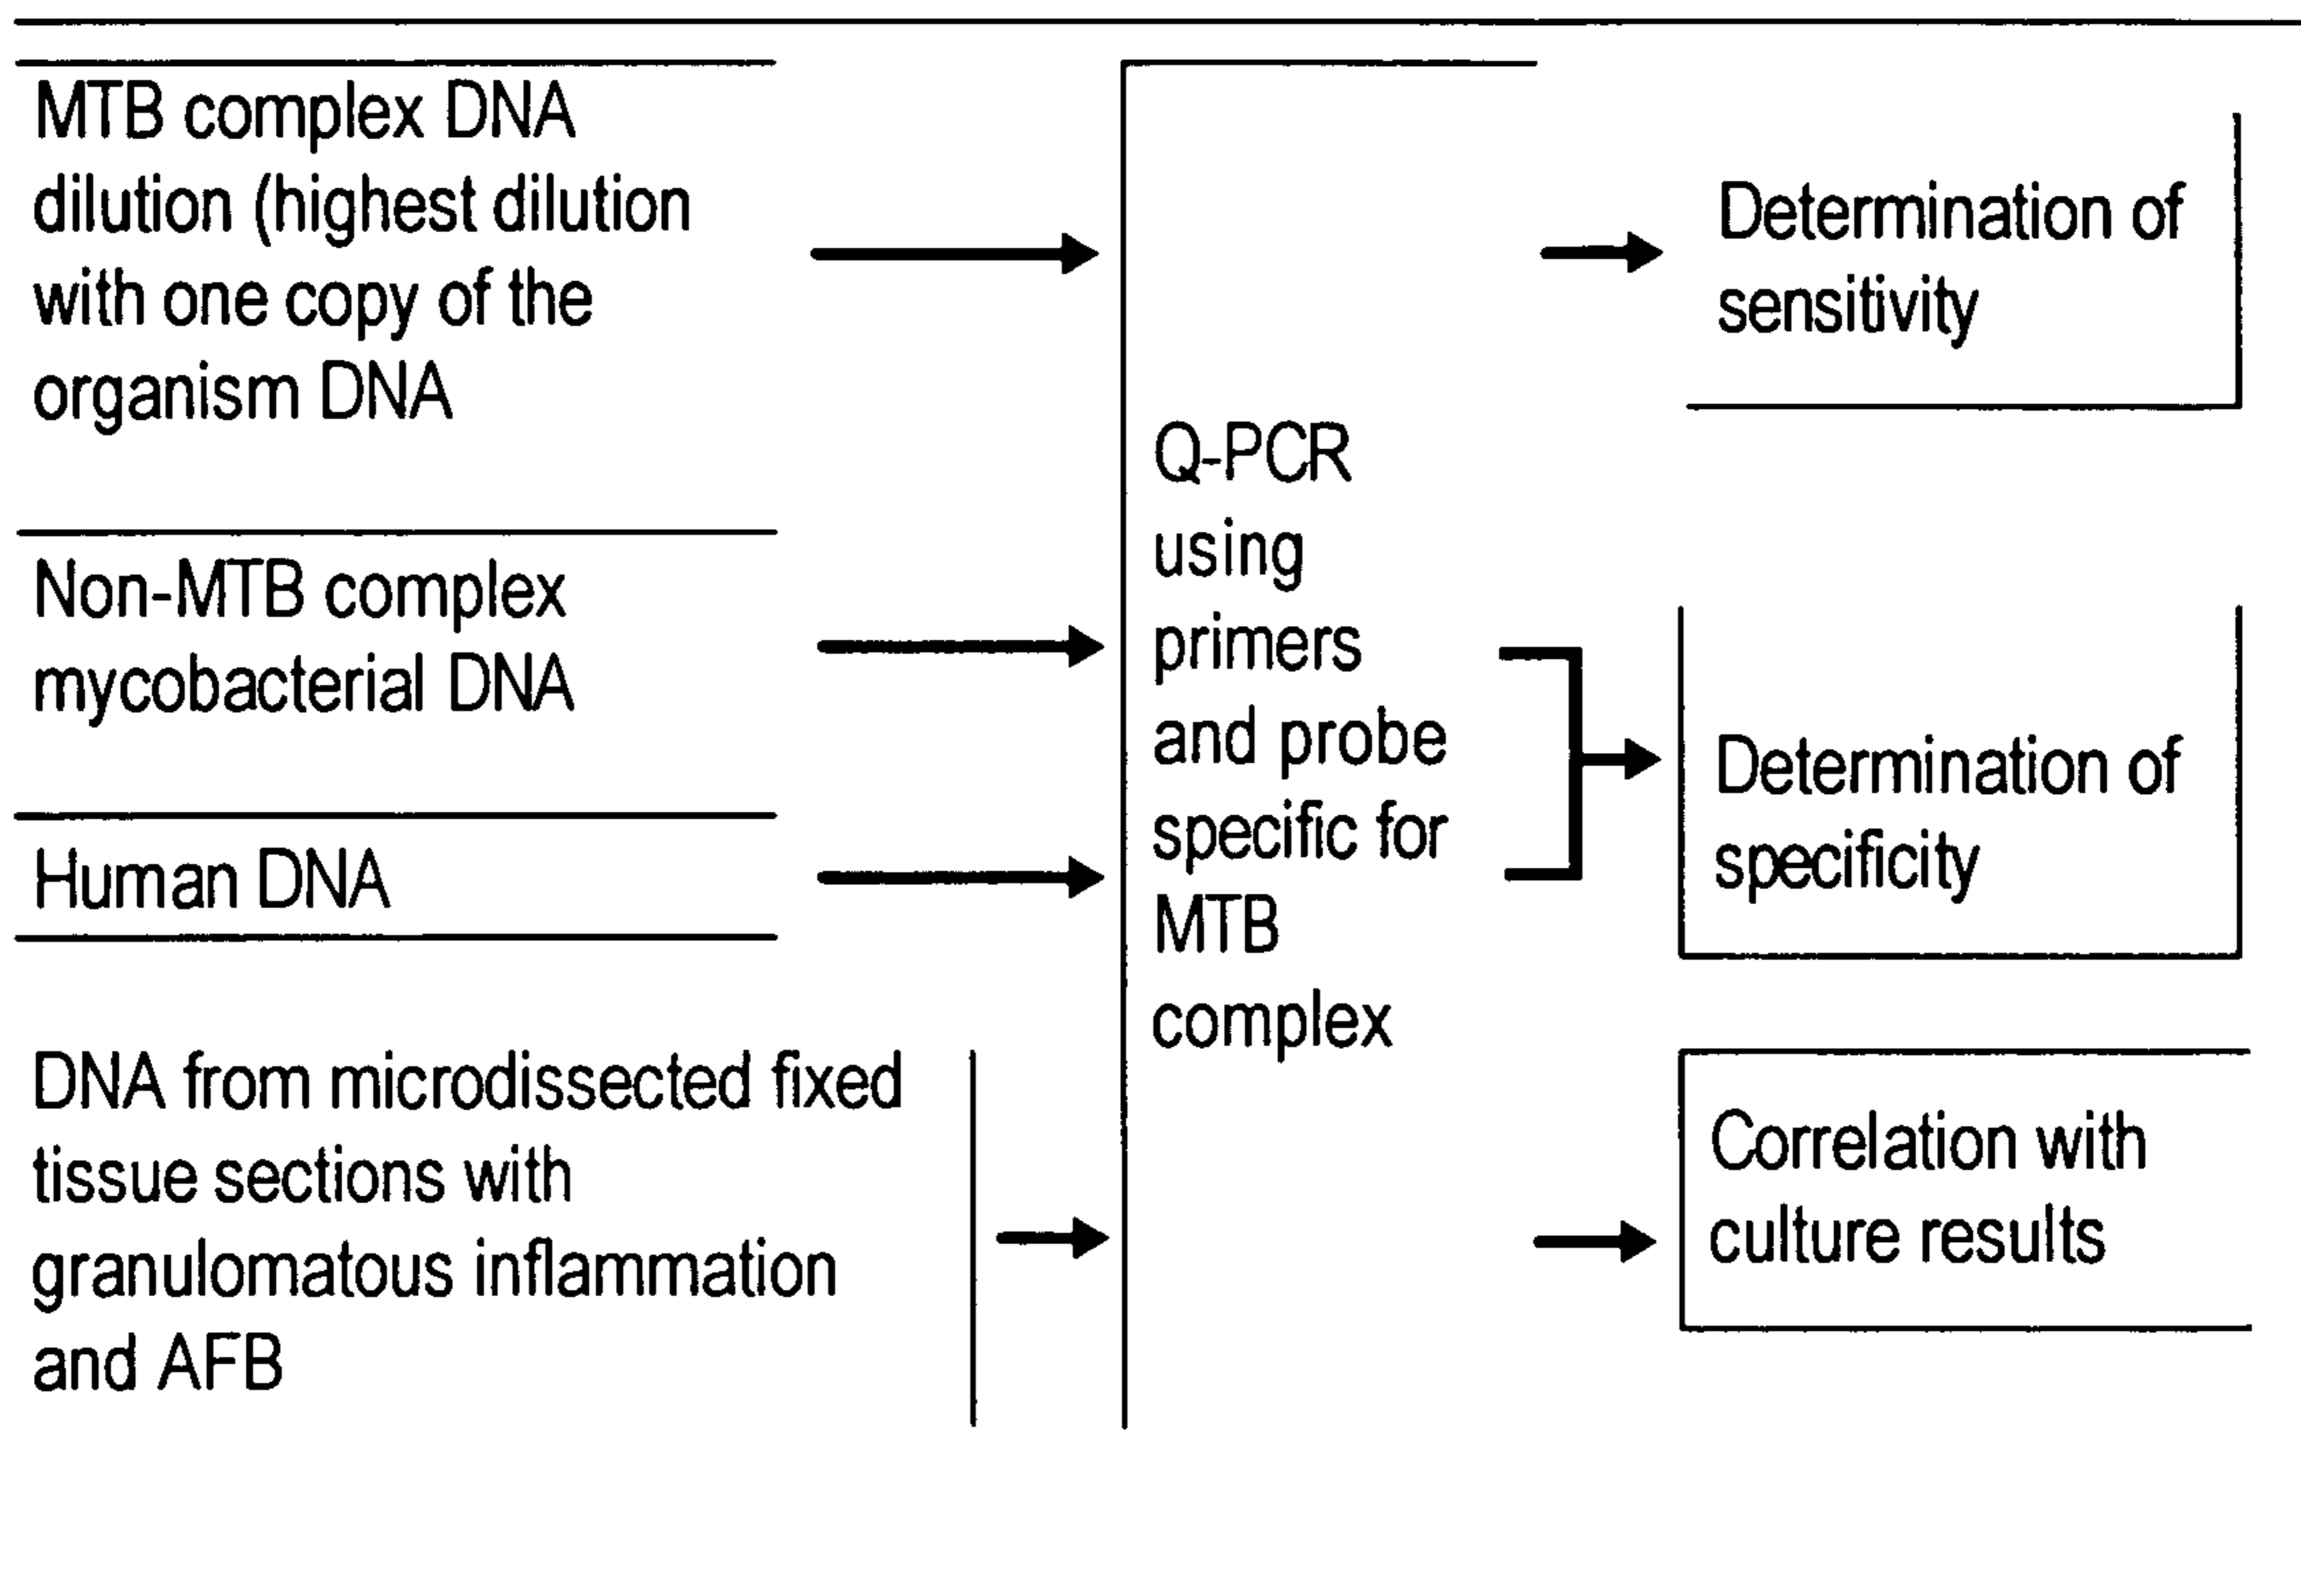 MTB complex DNA
dilution (highest dilution
with one copy of the
organism DNA
Non-MTB complex
mycobacterial DNA
Human DNA
DNA from microdissected fixed
tissue sections with
granulomatous inflammation
and AFB
Q-PCR
using
primers
and probe
specific for
MTB
complex
Determination of
sensitivity
Determination of
specificity
Correlation with
culture results